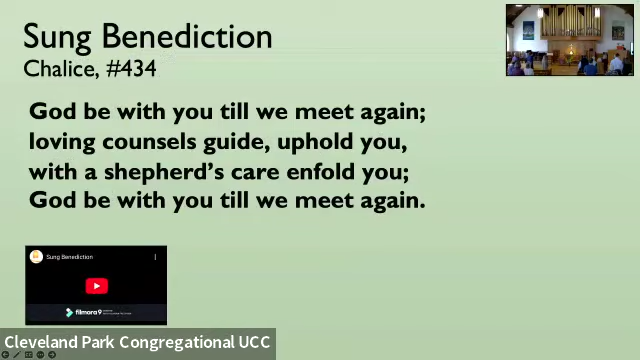 Sung Benediction
Chalice, #434
God be with you till we meet again;
loving counsels guide, uphold you,
with a shepherd's care enfold you;
God be with you till we meet again.
Sung Benediction
filmora9
Cleveland Park Congregational UCC